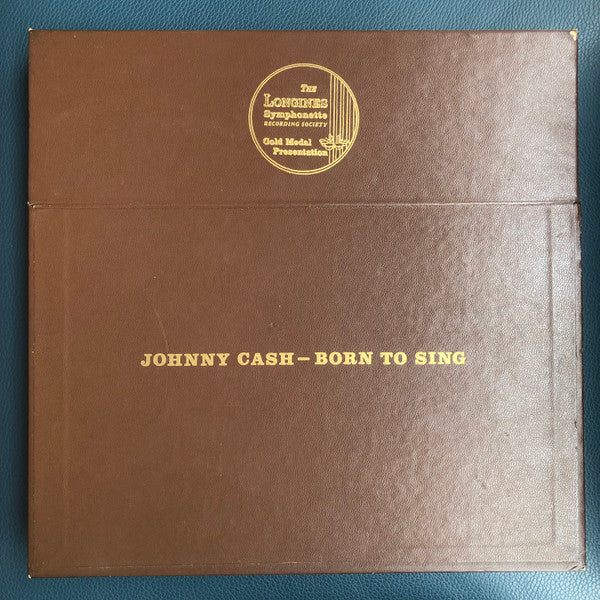 THE
LONGINES
Symphonette
RECORDING SOCIETY
Gold Medal
Presentation
JOHNNY CASH – BORN TO SING